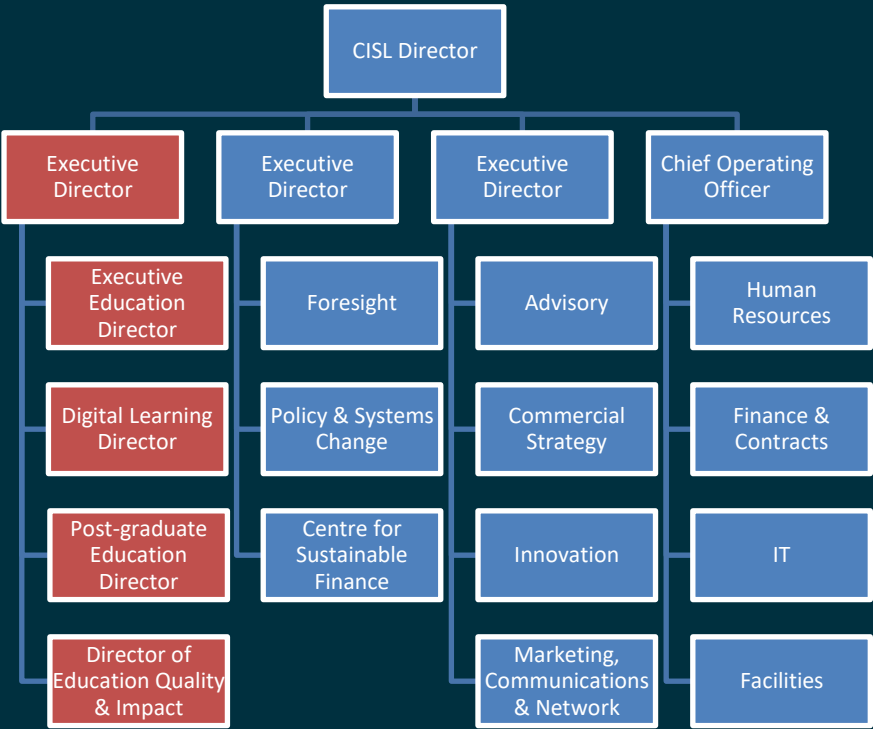 CISL Director
Executive
Director
Executive
Director
Executive
Director
Chief Operating
Officer
Executive
Education
Director
Foresight
Advisory
Human
Resources
Digital Learning
Director
Policy & Systems
Change
Commercial
Strategy
Finance &
Contracts
Post-graduate
Education
Director
Centre for
Sustainable
Finance
Innovation
IT
Director of
Education Quality
& Impact
Marketing,
Communications
& Network
Facilities